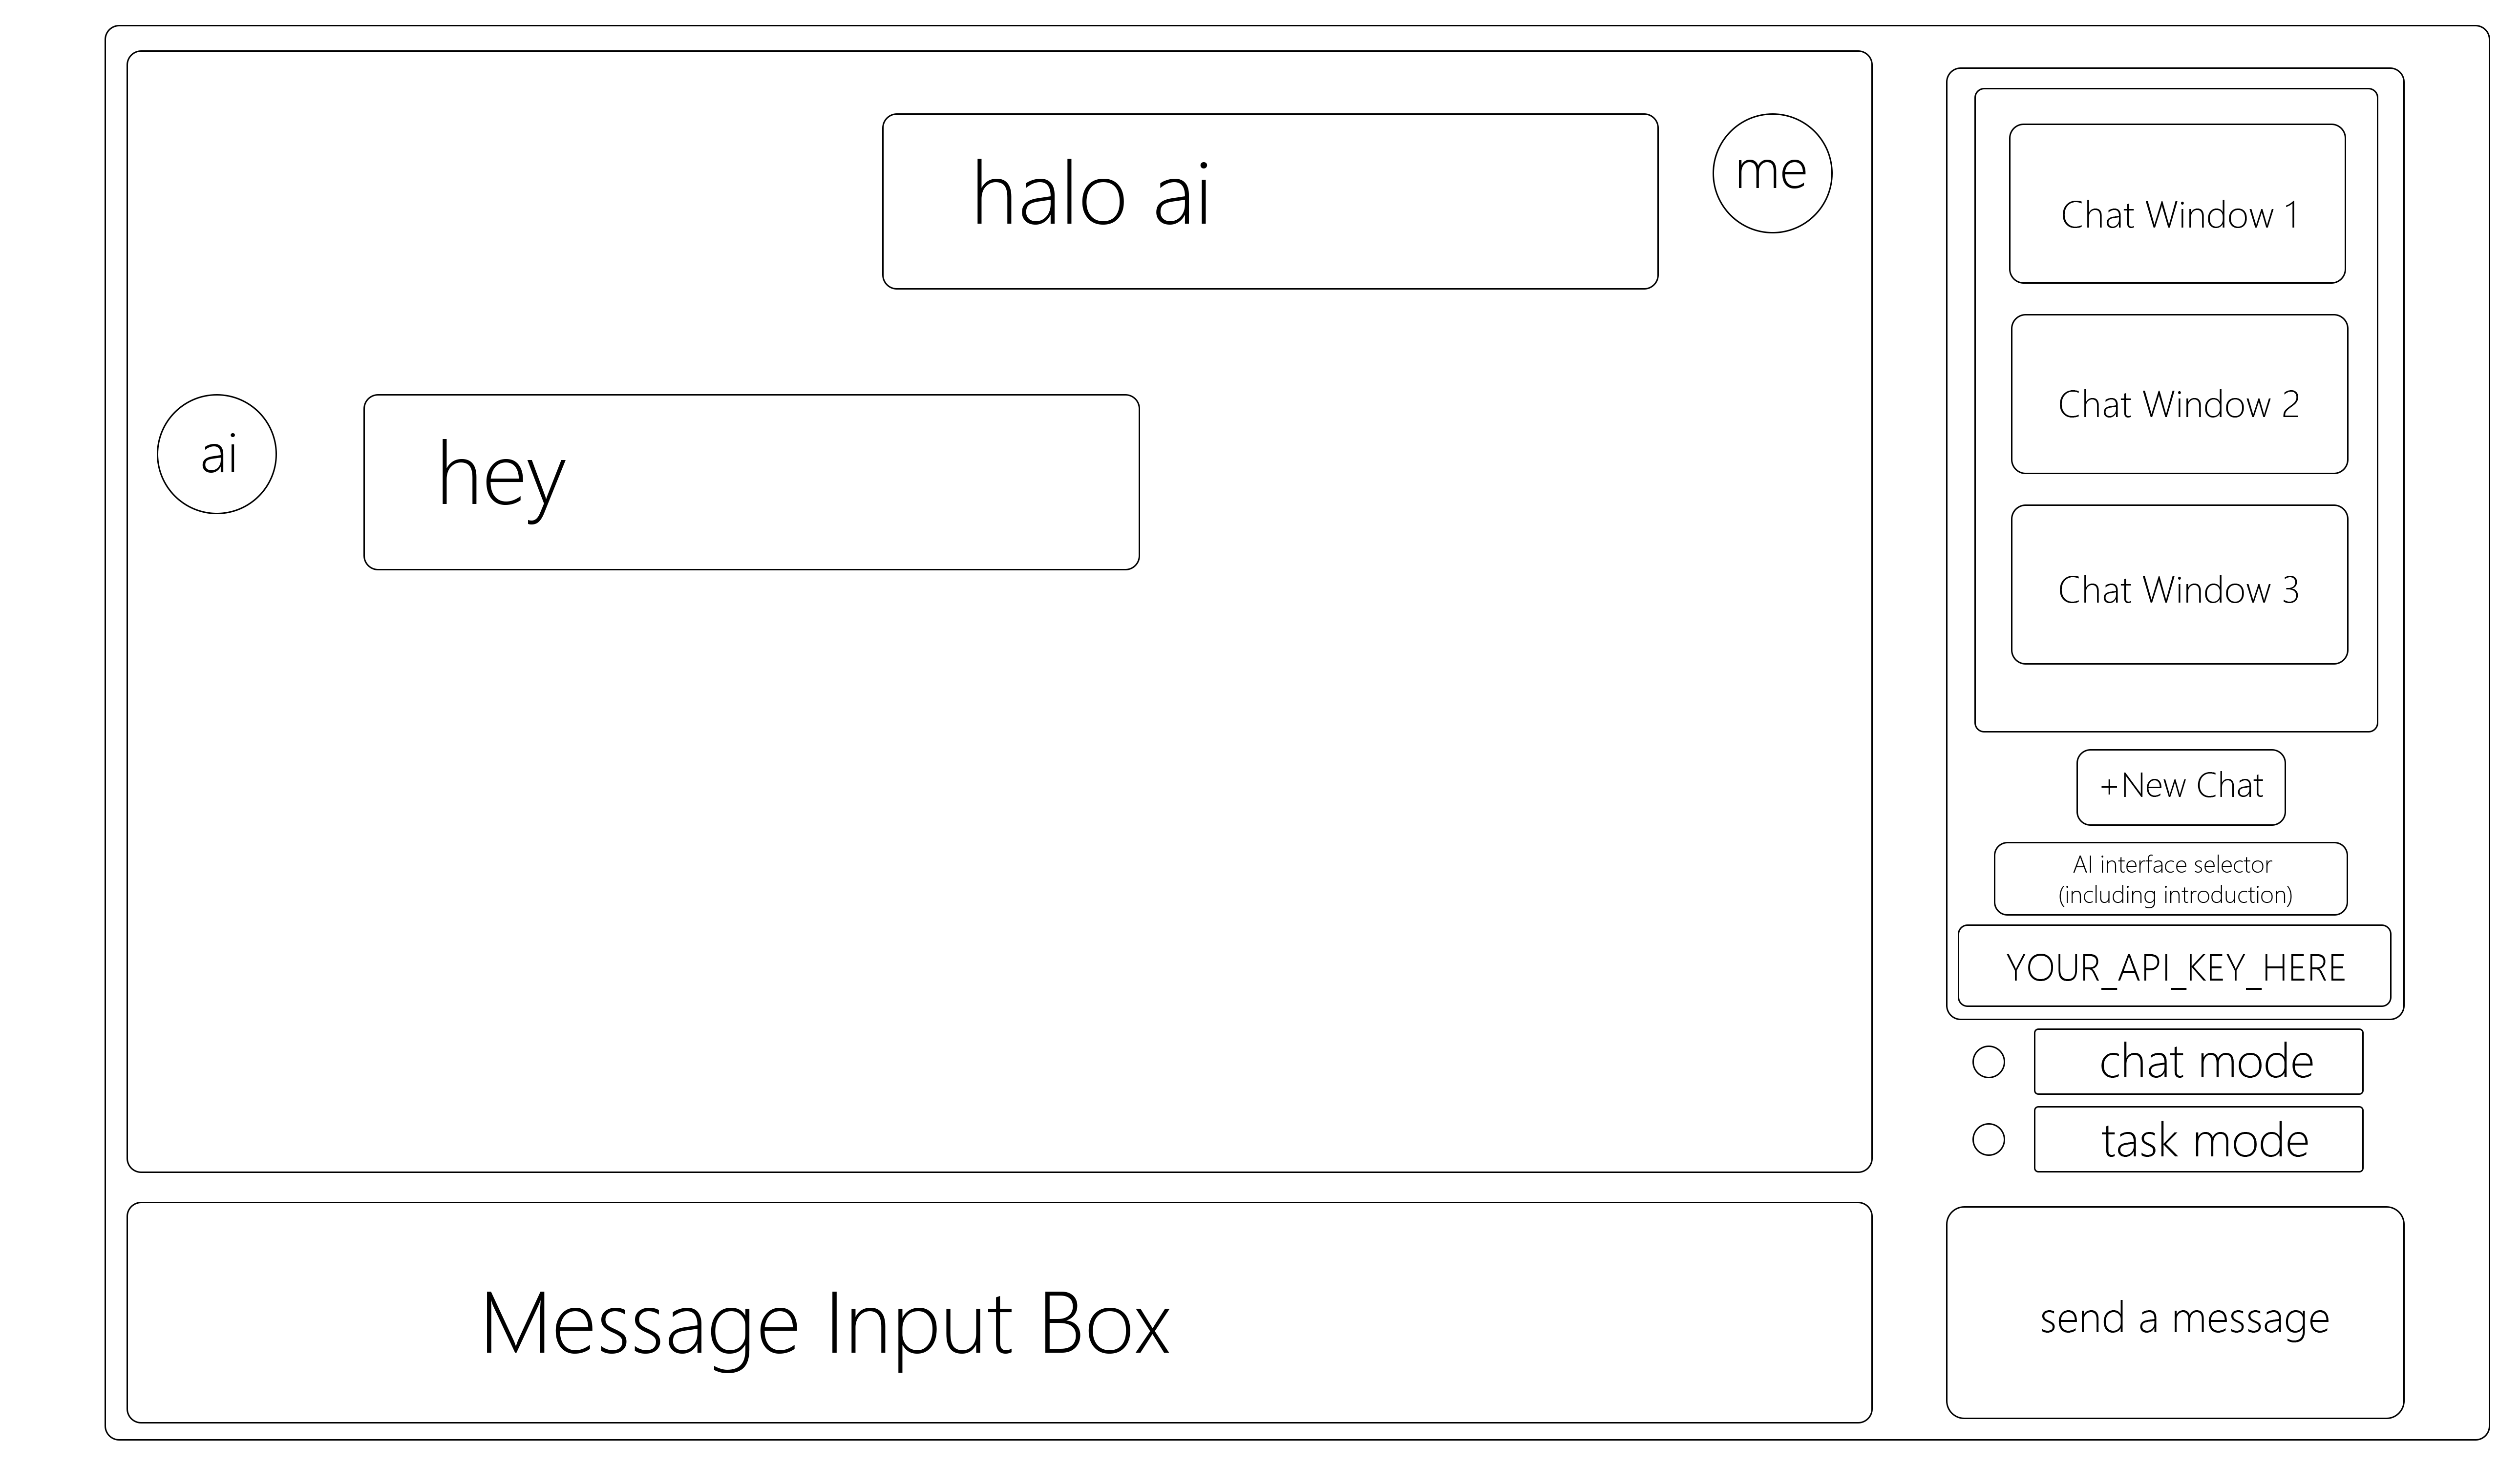 halo ai
me
ai
hey
Message Input Box
Chat Window 1
Chat Window 2
Chat Window 3
+New Chat
AI interface selector
(including introduction)
YOUR_API_KEY_HERE
chat mode
task mode
send a message